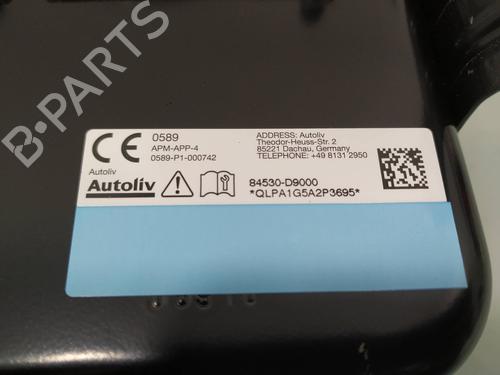 CE 0589
APM-APP-4
0589-P1-000742
ADDRESS: Autoliv
Theodor-Heuss-Str. 2
85221 Dachau, Germany
TELEPHONE: +49 8131 2950
Autoliv
Autoliv
84530-D9000
*QLPA1G5A2P3695*
B-PARTS